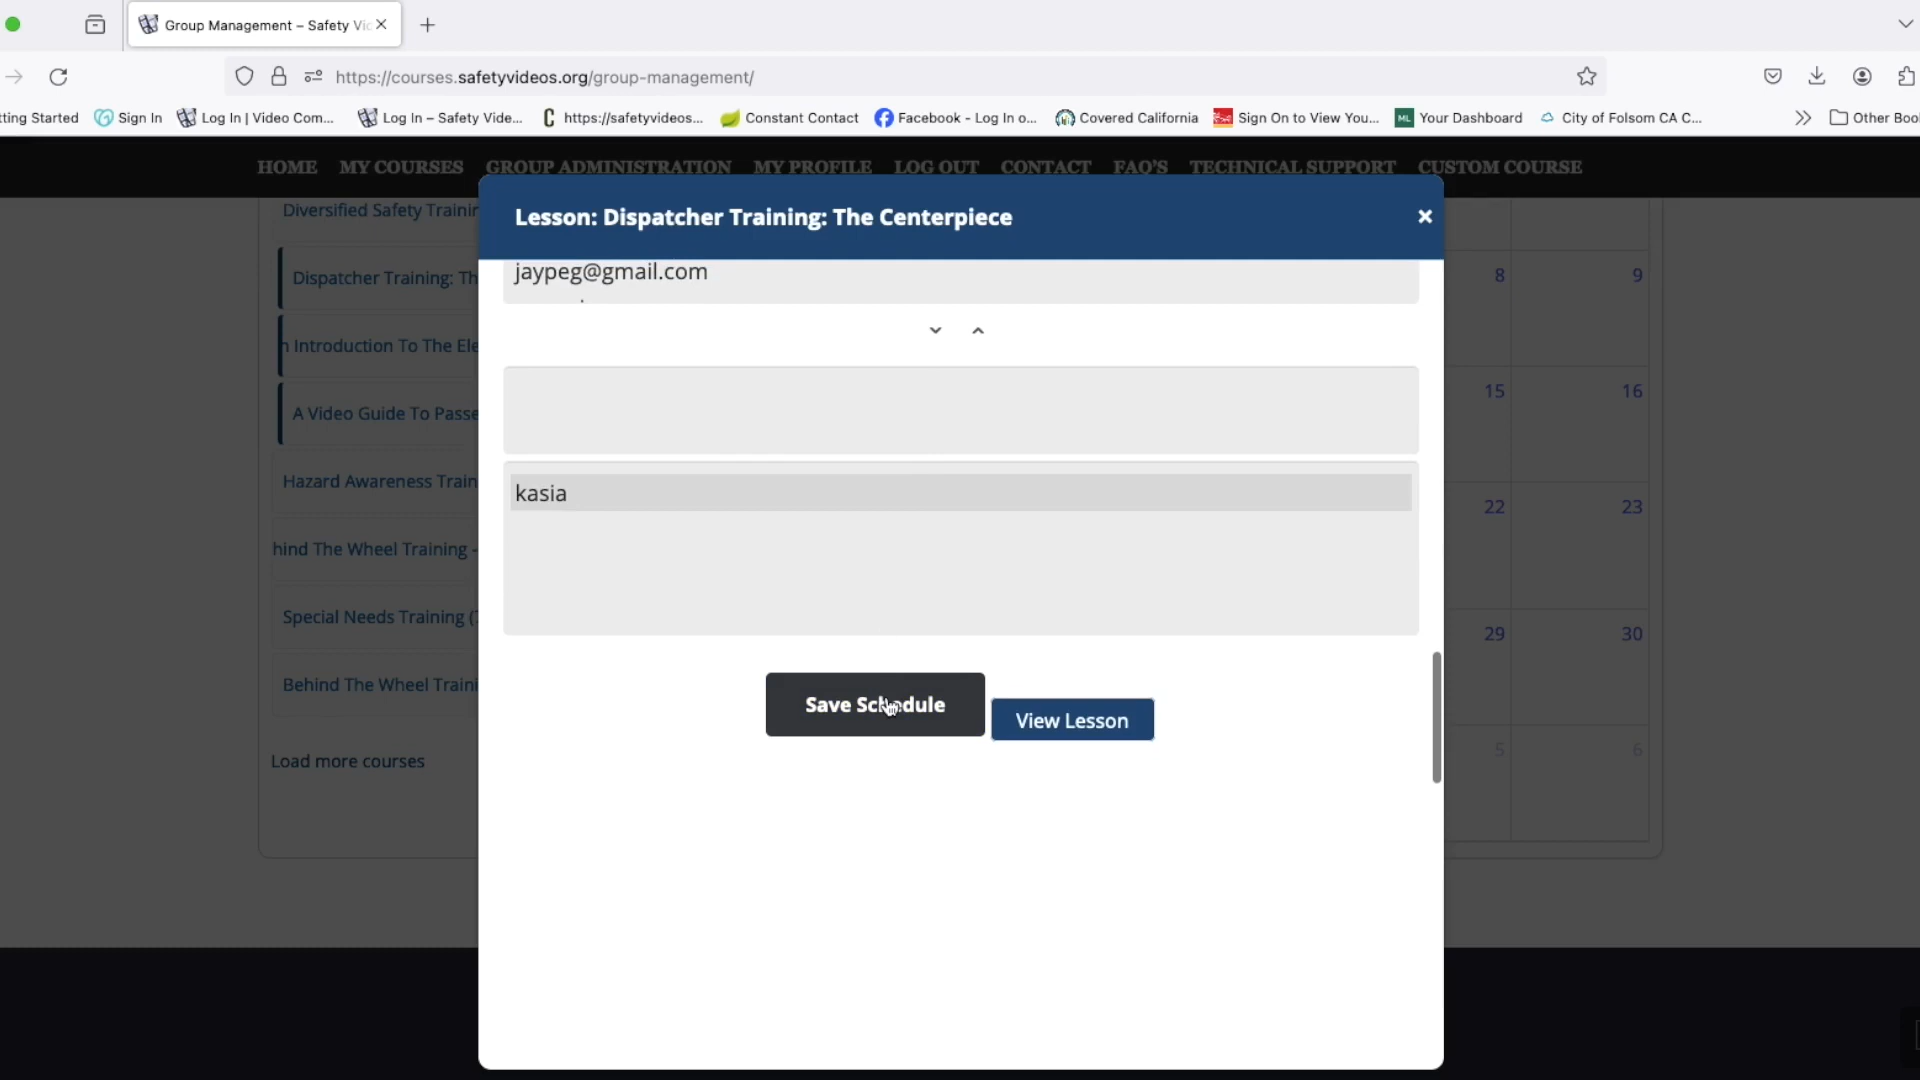 Group Management – Safety Vic
https://courses.safetyvideos.org/group-management/
tting Started
Sign In
Log In | Video Com...
Log In – Safety Vide...
https://safetyvideos...
Constant Contact
Facebook - Log In o...
Covered California
Sign On to View You...
ML
Your Dashboard
City of Folsom CA C...
Other Bool
HOME MY COURSES GROUP ADMINISTRATION MY PROFILE LOG OUT CONTACT FAQ'S TECHNICAL SUPPORT CUSTOM COURSE
Lesson: Dispatcher Training: The Centerpiece
jaypeg@gmail.com
kasia
Save Schedule
View Lesson
Diversified Safety Trainin
Dispatcher Training: Th
n Introduction To The Ele
A Video Guide To Passe
Hazard Awareness Train
hind The Wheel Training -
Special Needs Training (
Behind The Wheel Traini
Load more courses
8 9
15 16
22 23
29 30
5 6